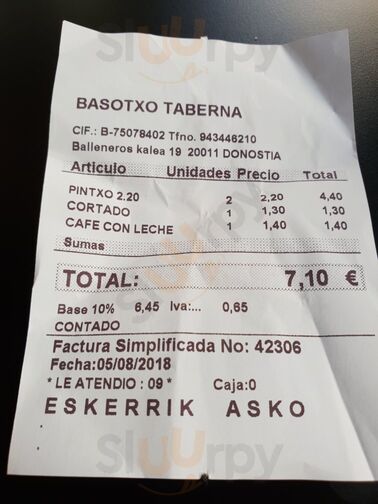 BASOTXO TABERNA
CIF.: B-75078402 Tfno. 943446210
Balleneros kalea 19 20011 DONOSTIA
Articulo Unidades Precio Total
PINTXO 2.20 2 2,20 4,40
CORTADO 1 1,30 1,30
CAFE CON LECHE 1 1,40 1,40
Sumas
TOTAL: 7,10 €
Base 10% 6,45 Iva:... 0,65
CONTADO
Factura Simplificada No: 42306
Fecha:05/08/2018
* LE ATENDIO : 09 * Caja:0
ESKERRIK ASKO
Slurrpy
Slurrpy